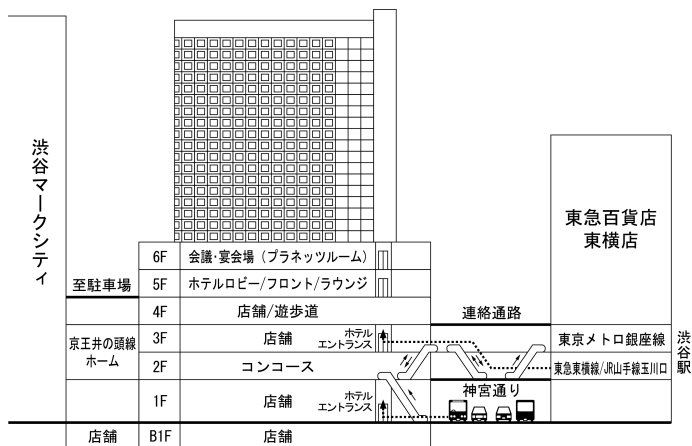 渋谷マークシティ
東急百貨店
東横店
6F 会議・宴会場（プラネッツルーム）
至駐車場 5F ホテルロビー/フロント/ラウンジ
4F 店舗/遊歩道 連絡通路
京王井の頭線
ホーム
3F 店舗 ホテル
エントランス
東京メトロ銀座線
渋谷駅
2F コンコース 東急東横線/JR山手線玉川口
神宮通り
1F 店舗 ホテル
エントランス
店舗 B1F 店舗